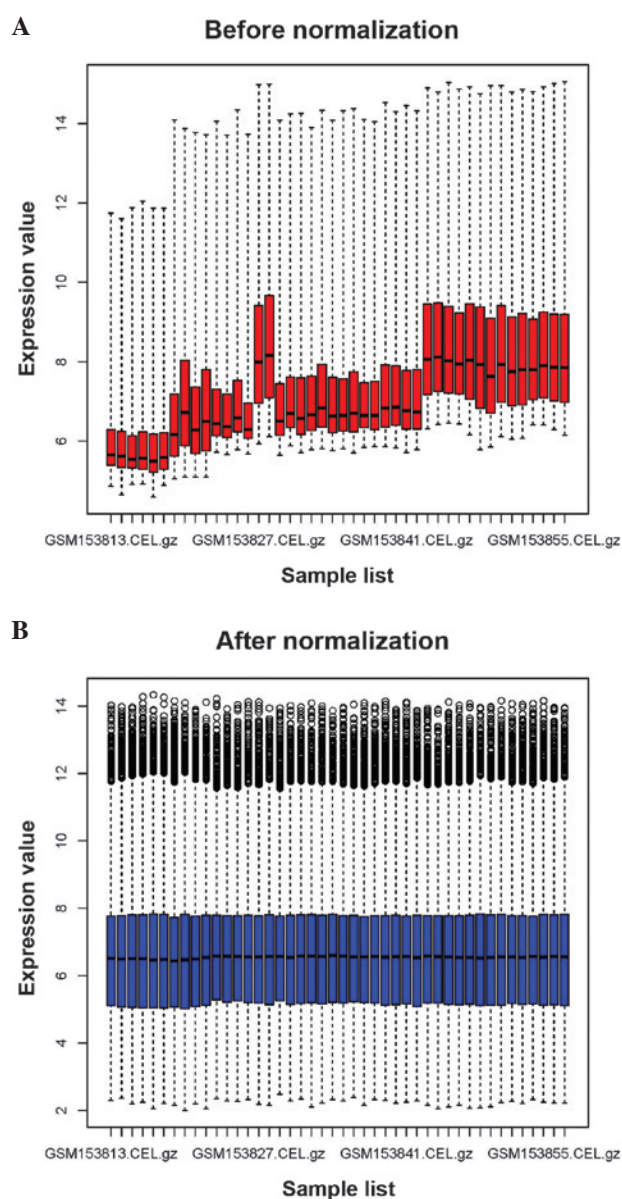 A
Before normalization
Expression value
14
12
10
8
6
GSM153813.CEL.gz GSM153827.CEL.gz GSM153841.CEL.gz GSM153855.CEL.gz
Sample list
B
After normalization
Expression value
14
12
10
8
6
4
2
GSM153813.CEL.gz GSM153827.CEL.gz GSM153841.CEL.gz GSM153855.CEL.gz
Sample list